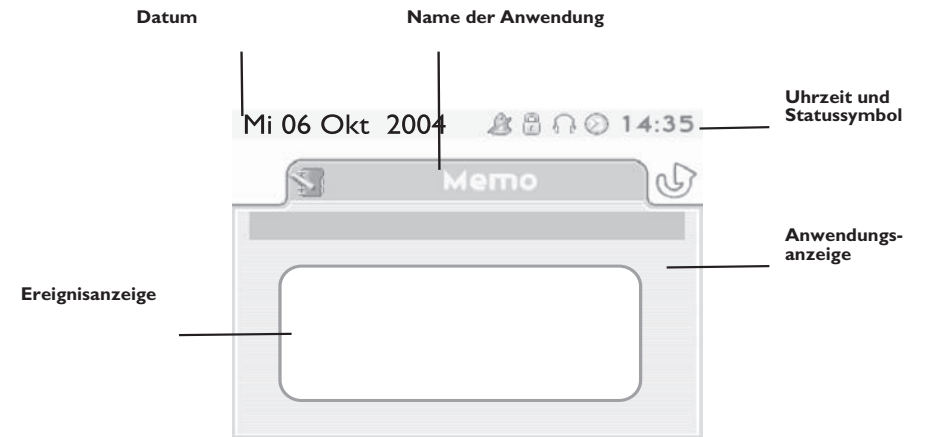 Datum
Name der Anwendung
Uhrzeit und
Statussymbol
Mi 06 Okt 2004
14:35
Memo
Anwendungs-
anzeige
Ereignisanzeige